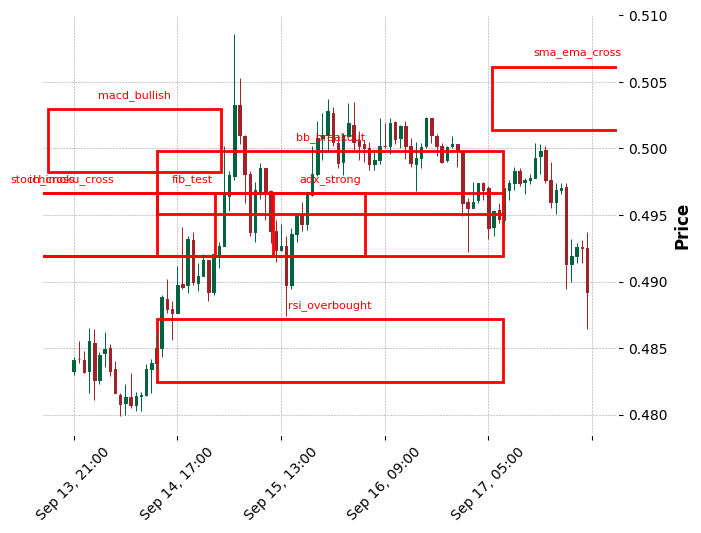 0.510
sma_ema_cross
0.505
macd_bullish
bb_breakout
0.500
stoch_cross
ichimoku_cross
fib_test
adx_strong
0.495
Price
0.490
rsi_overbought
0.485
0.480
Sep 13, 21:00
Sep 14, 17:00
Sep 15, 13:00
Sep 16, 09:00
Sep 17, 05:00